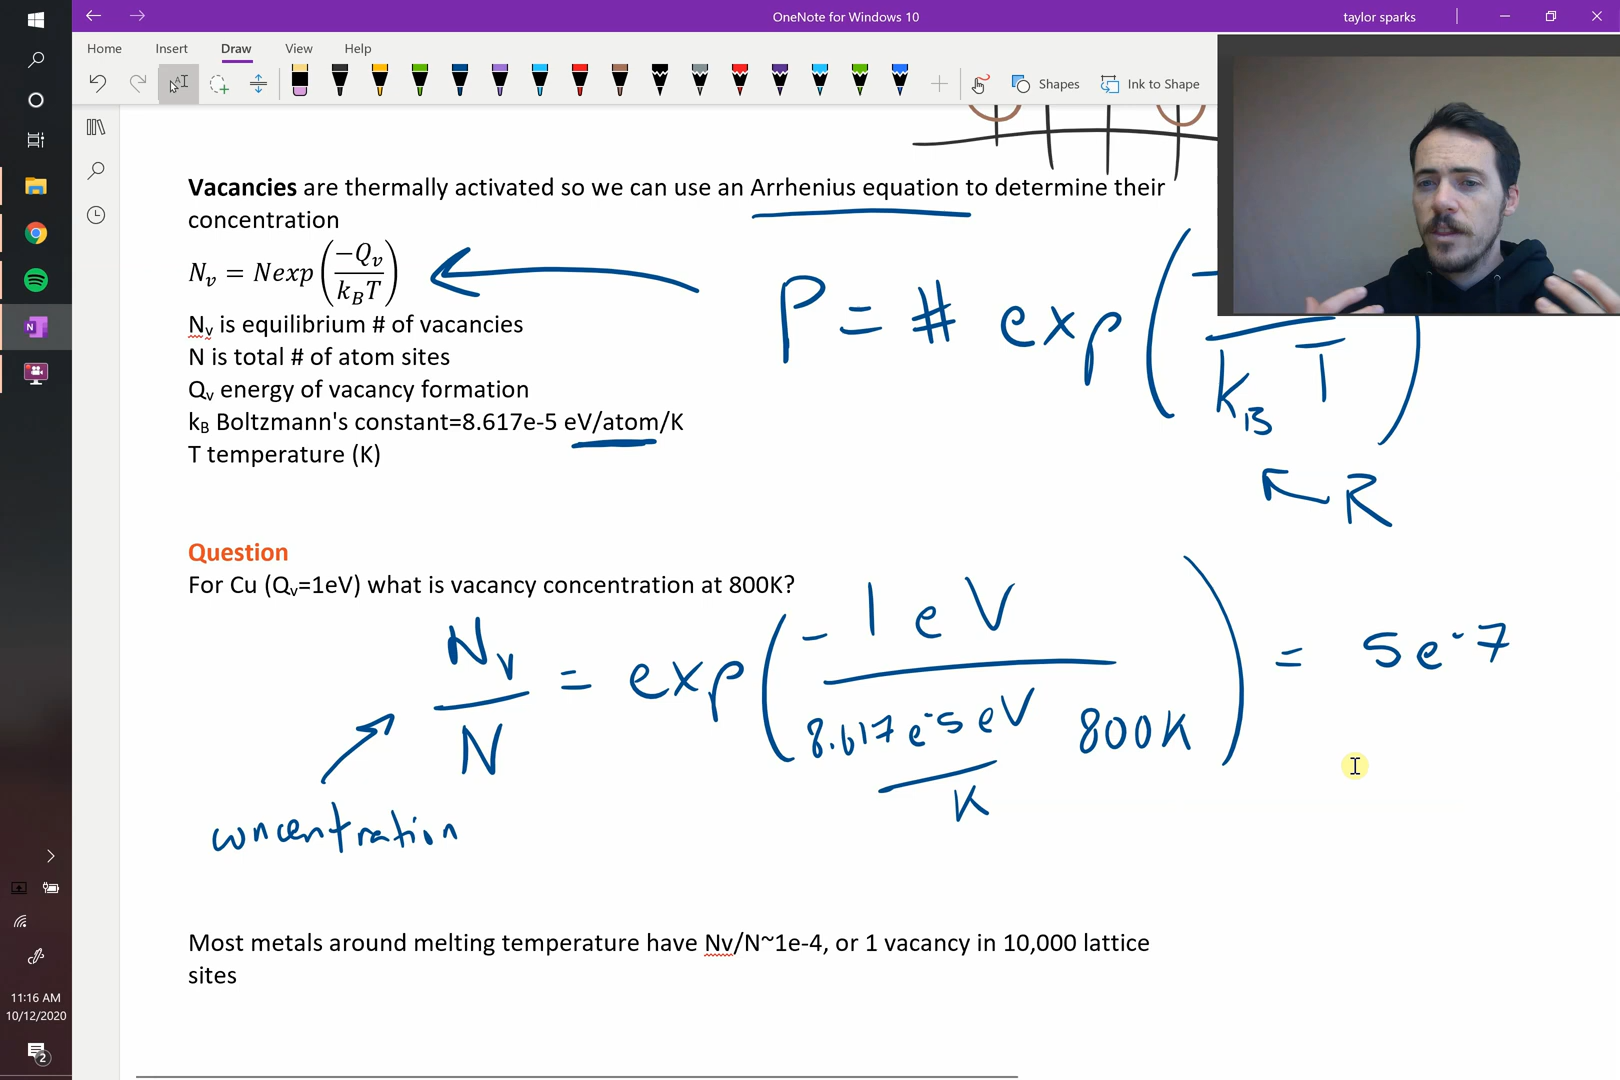 OneNote for Windows 10
taylor sparks
Home Insert Draw View Help
Shapes
Ink to Shape
Vacancies are thermally activated so we can use an Arrhenius equation to determine their
concentration
N_v = Nexp(−Q_v / k_BT)
P = # exp(- / k_B T)
Nv is equilibrium # of vacancies
N is total # of atom sites
Qv energy of vacancy formation
kB Boltzmann's constant=8.617e-5 eV/atom/K
T temperature (K)
R
Question
For Cu (Qv=1eV) what is vacancy concentration at 800K?
Nv / N = exp(-1eV / 8.617e-5 eV/K 800K) = 5e-7
concentration
Most metals around melting temperature have Nv/N~1e-4, or 1 vacancy in 10,000 lattice
sites
11:16 AM
10/12/2020
2